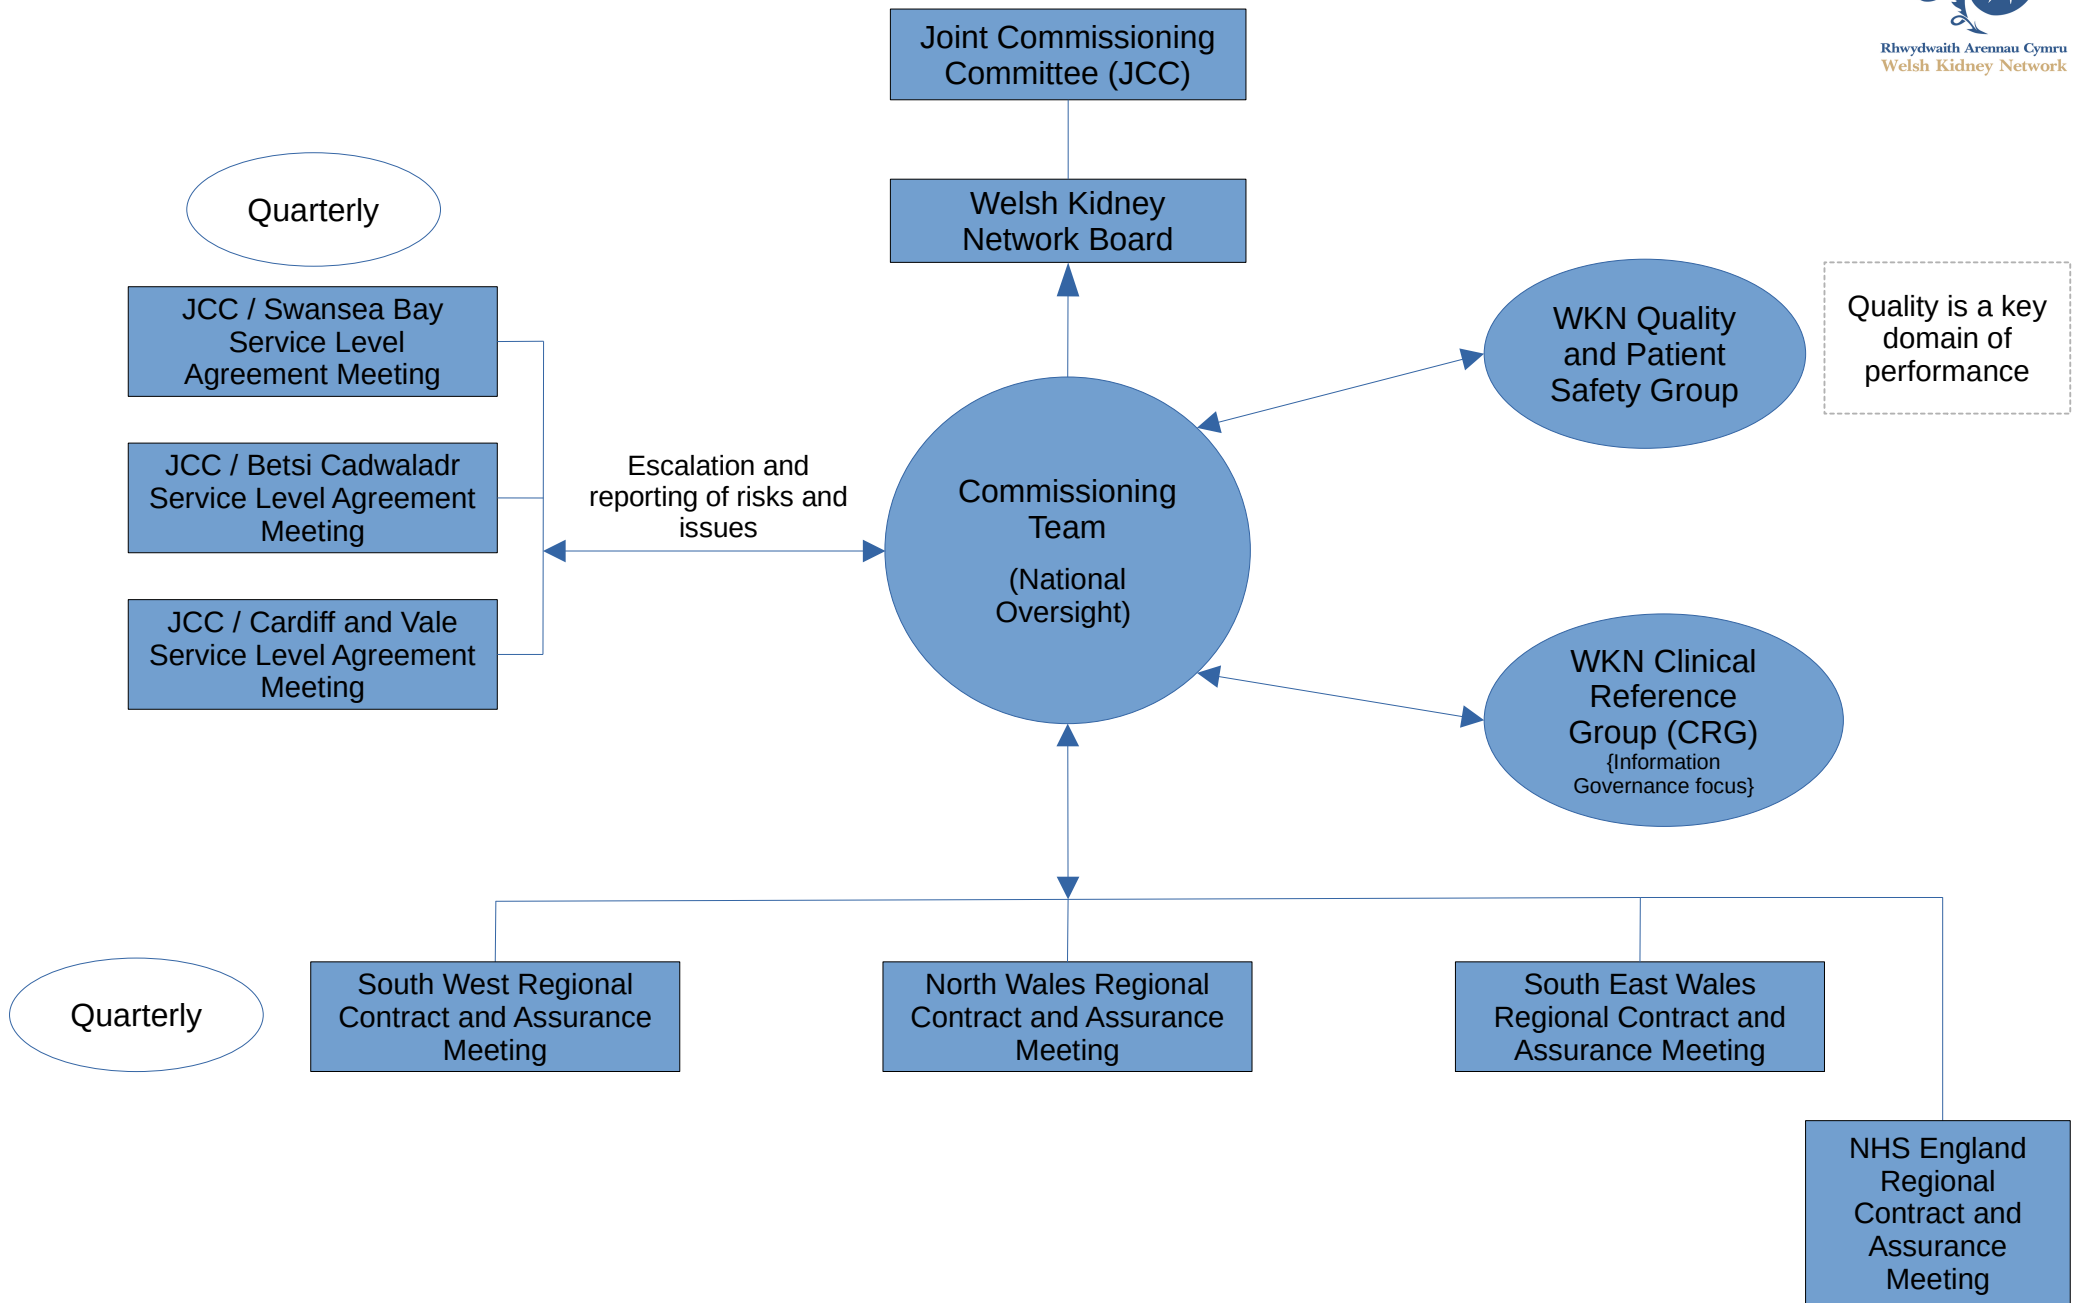 Joint Commissioning
Committee (JCC)
Rhwydwaith Arennau Cymru
Welsh Kidney Network
Quarterly
Welsh Kidney
Network Board
JCC / Swansea Bay
Service Level
Agreement Meeting
WKN Quality
and Patient
Safety Group
Quality is a key
domain of
performance
JCC / Betsi Cadwaladr
Service Level Agreement
Meeting
Escalation and
reporting of risks and
issues
Commissioning
Team
(National
Oversight)
JCC / Cardiff and Vale
Service Level Agreement
Meeting
WKN Clinical
Reference
Group (CRG)
{Information
Governance focus}
Quarterly
South West Regional
Contract and Assurance
Meeting
North Wales Regional
Contract and Assurance
Meeting
South East Wales
Regional Contract and
Assurance Meeting
NHS England
Regional
Contract and
Assurance
Meeting